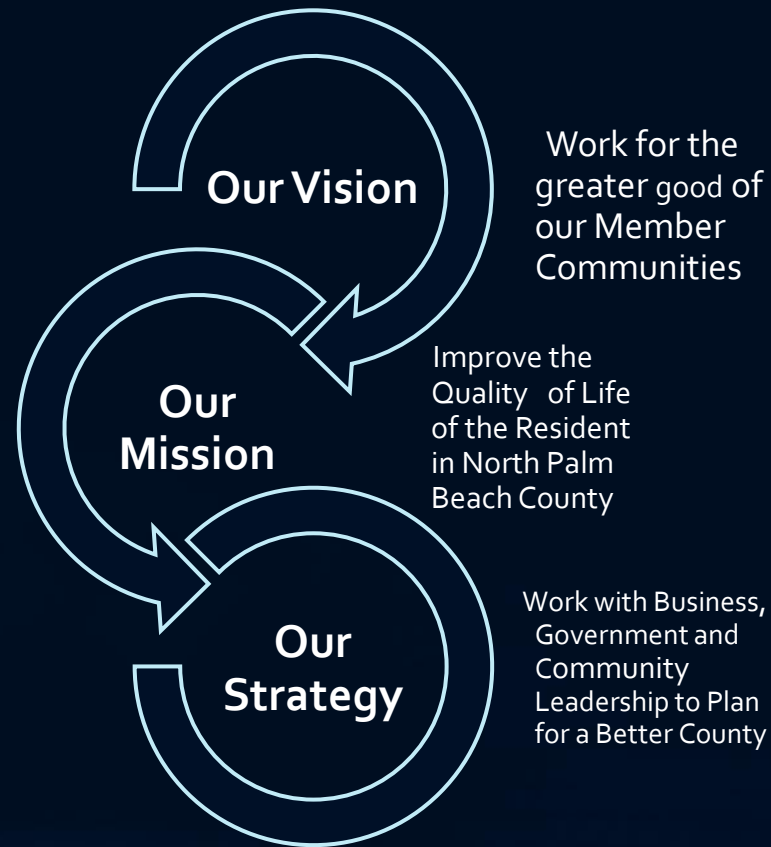 Our Vision
Work for the
greater good of
our Member
Communities
Our
Mission
Improve the
Quality of Life
of the Resident
in North Palm
Beach County
Our
Strategy
Work with Business,
Government and
Community
Leadership to Plan
for a Better County